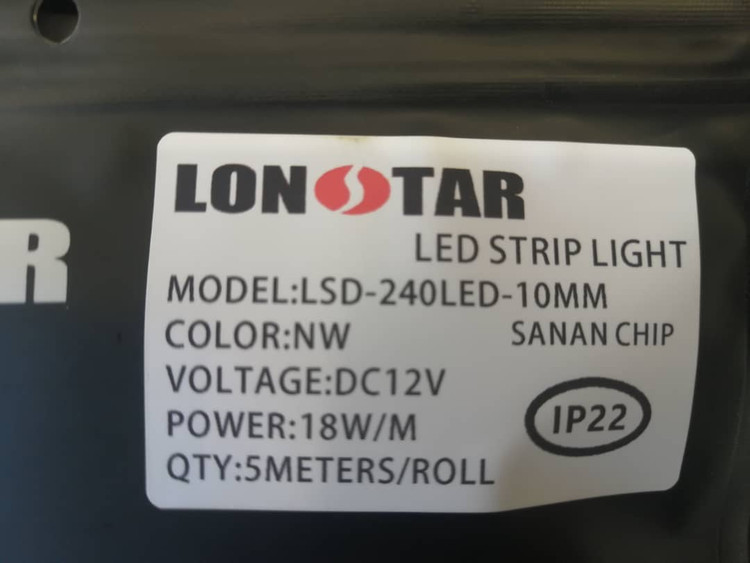 LONSTAR
LED STRIP LIGHT
MODEL:LSD-240LED-10MM
COLOR:NW SANAN CHIP
VOLTAGE:DC12V
POWER:18W/M
IP22
QTY:5METERS/ROLL
R